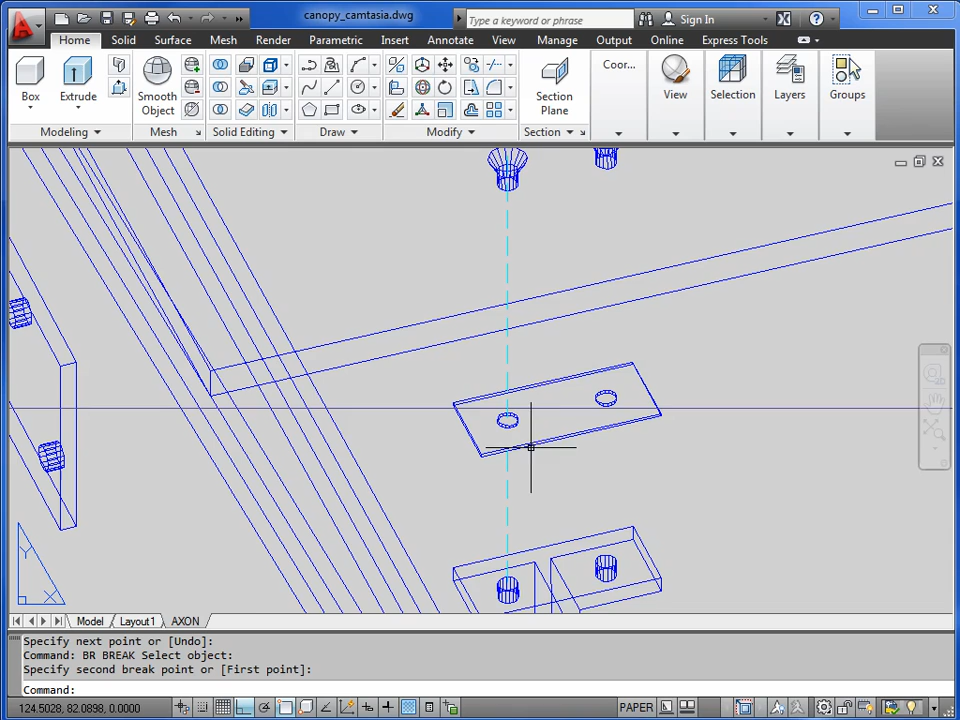 canopy_camtasia.dwg
Type a keyword or phrase
Sign In
Home Solid Surface Mesh Render Parametric Insert Annotate View Manage Output Online Express Tools
Box
Extrude
Smooth
Object
Section
Plane
Coor...
View
Selection
Layers
Groups
Modeling
Mesh
Solid Editing
Draw
Modify
Section
Y
X
Model
Layout1
AXON
Specify next point or [Undo]:
Command: BR BREAK Select object:
Specify second break point or [First point]:
Command:
124.5028, 82.0898, 0.0000
PAPER